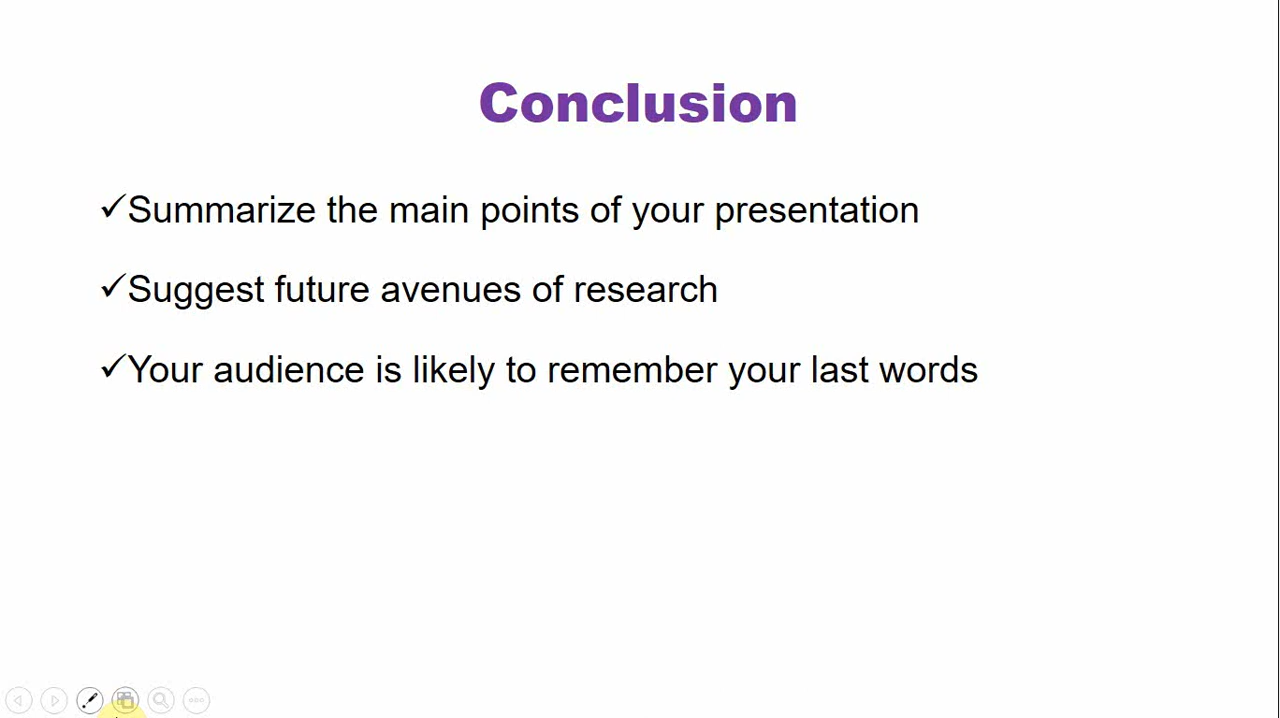 Conclusion
✓Summarize the main points of your presentation
✓Suggest future avenues of research
✓Your audience is likely to remember your last words